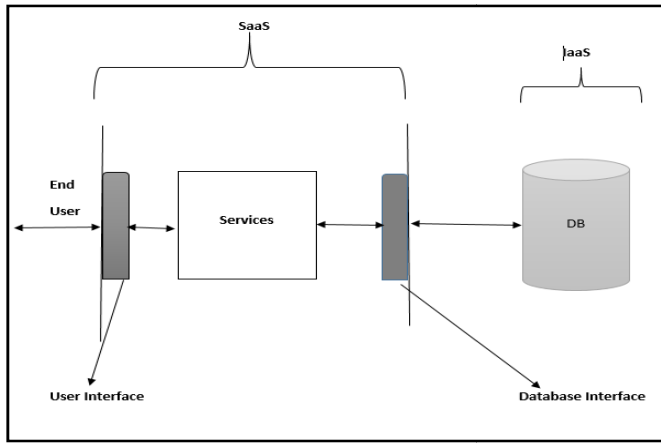 SaaS
IaaS
End
User
Services
DB
User Interface
Database Interface